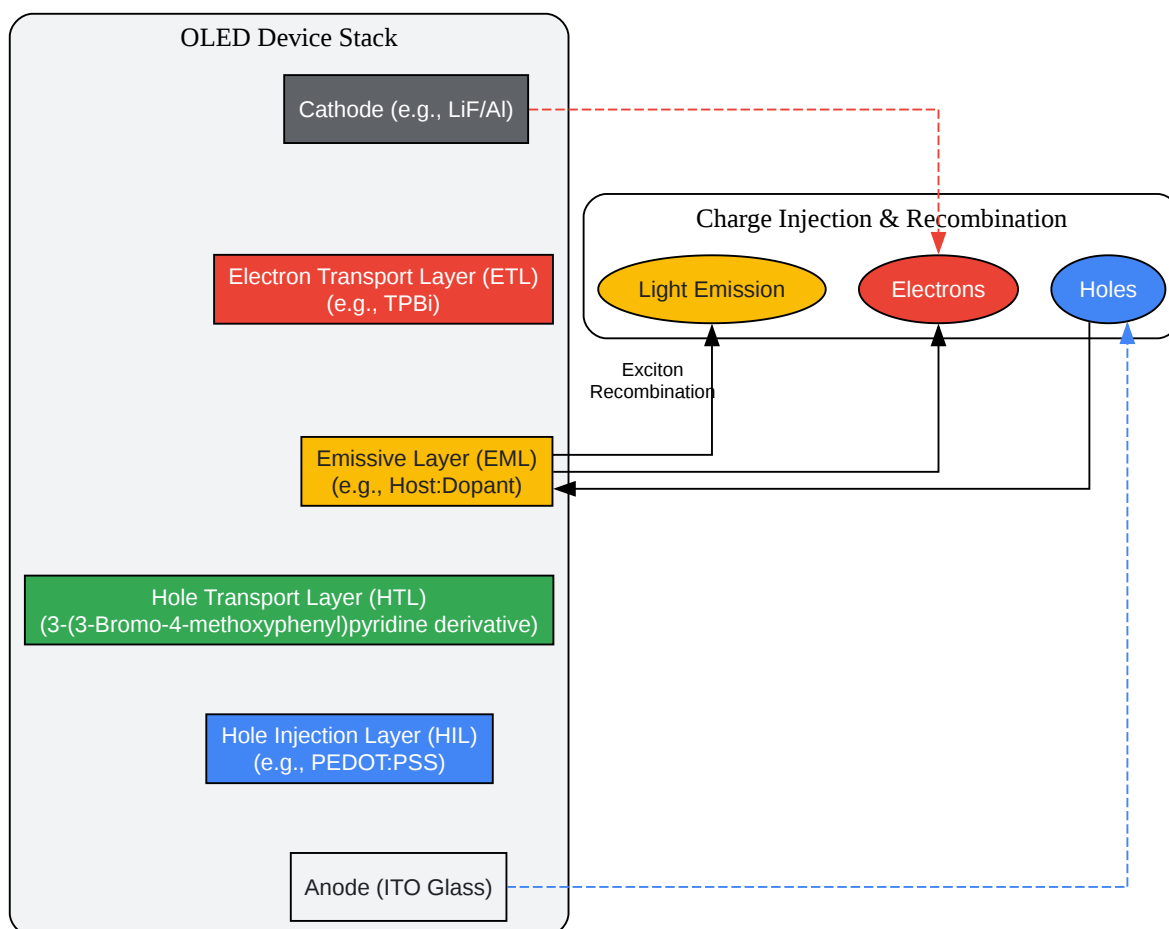 OLED Device Stack
Cathode (e.g., LiF/Al)
Charge Injection & Recombination
Electron Transport Layer (ETL)
(e.g., TPBi)
Light Emission
Electrons
Holes
Exciton
Recombination
Emissive Layer (EML)
(e.g., Host:Dopant)
Hole Transport Layer (HTL)
(3-(3-Bromo-4-methoxyphenyl)pyridine derivative)
Hole Injection Layer (HIL)
(e.g., PEDOT:PSS)
Anode (ITO Glass)